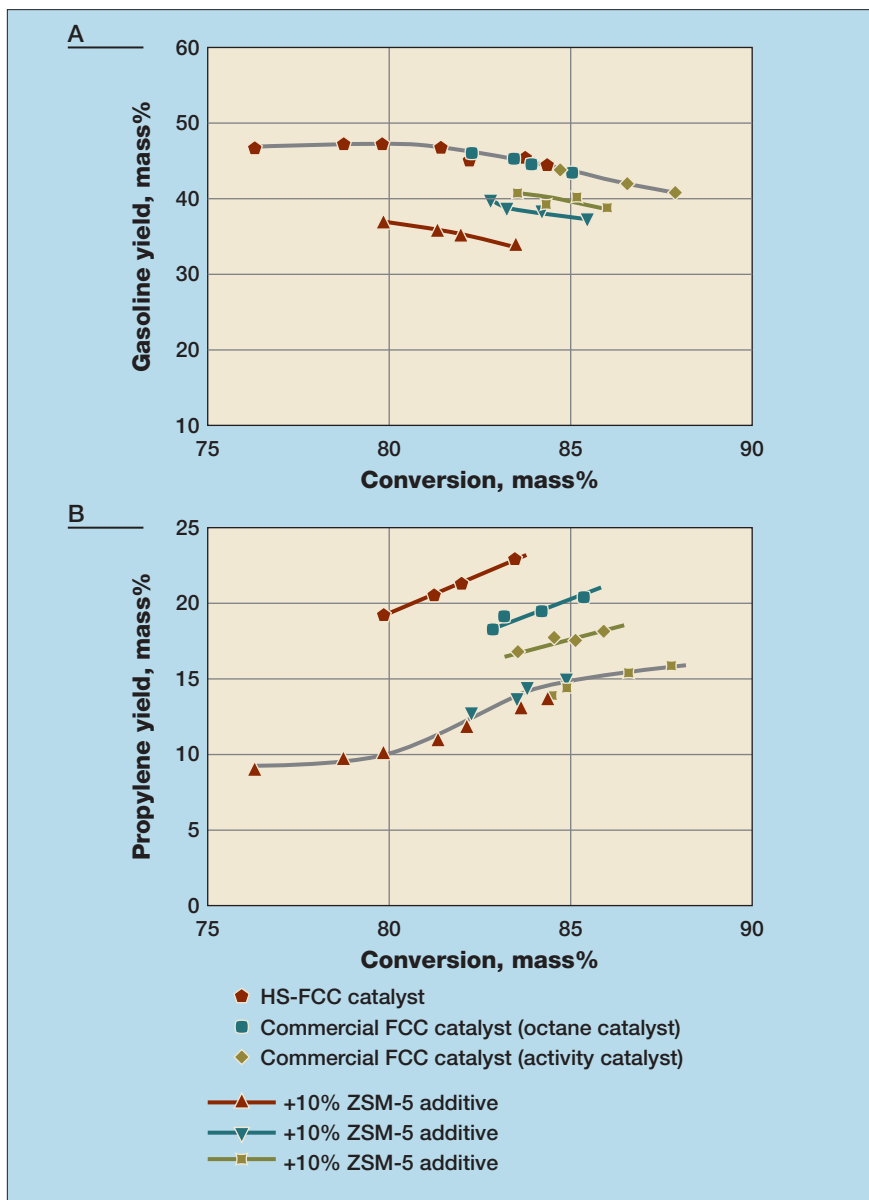 A
60
50
40
30
20
10
Gasoline yield, mass%
75 80 85 90
Conversion, mass%
B
25
20
15
10
5
0
Propylene yield, mass%
75 80 85 90
Conversion, mass%
HS-FCC catalyst
Commercial FCC catalyst (octane catalyst)
Commercial FCC catalyst (activity catalyst)
+10% ZSM-5 additive
+10% ZSM-5 additive
+10% ZSM-5 additive